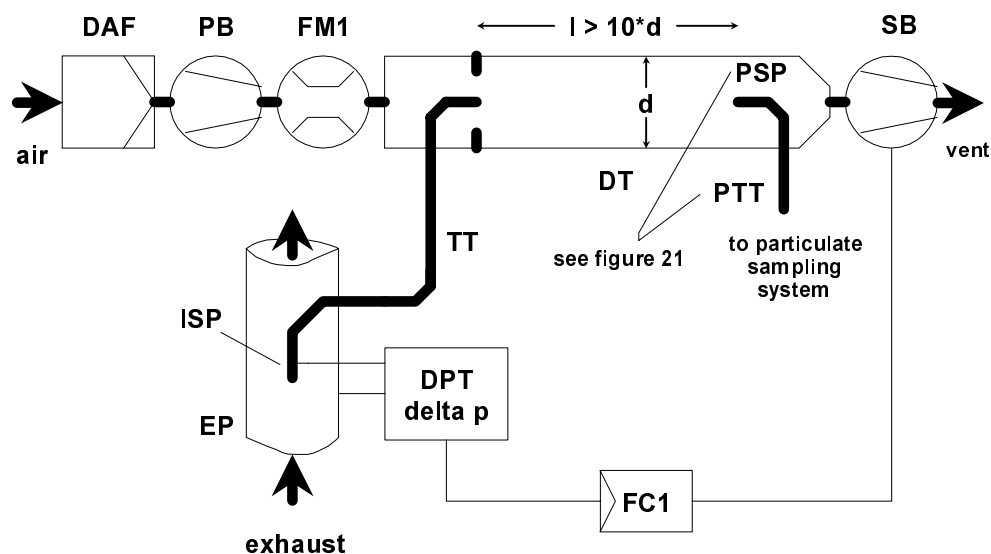 DAF
PB
FM1
l > 10*d
SB
PSP
d
air
vent
DT
PTT
TT
see figure 21
to particulate
sampling
system
ISP
DPT
delta p
EP
FC1
exhaust